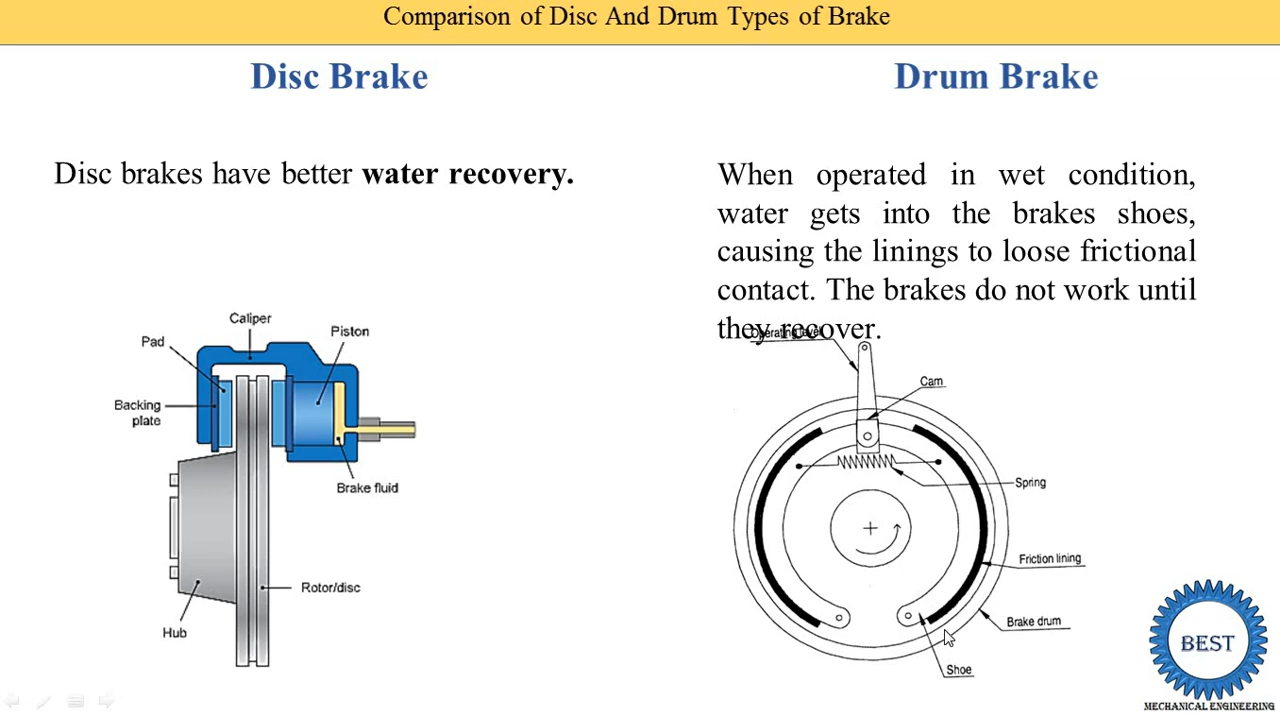 Comparison of Disc And Drum Types of Brake
Disc Brake
Drum Brake
Disc brakes have better water recovery.
When operated in wet condition,
water gets into the brakes shoes,
causing the linings to loose frictional
contact. The brakes do not work until
they recover.
Caliper
Piston
Pad
Backing
plate
Brake fluid
Rotor/disc
Hub
Operating
Cam
Spring
Friction lining
Brake drum
Shoe
BEST
MECHANICAL ENGINEERING